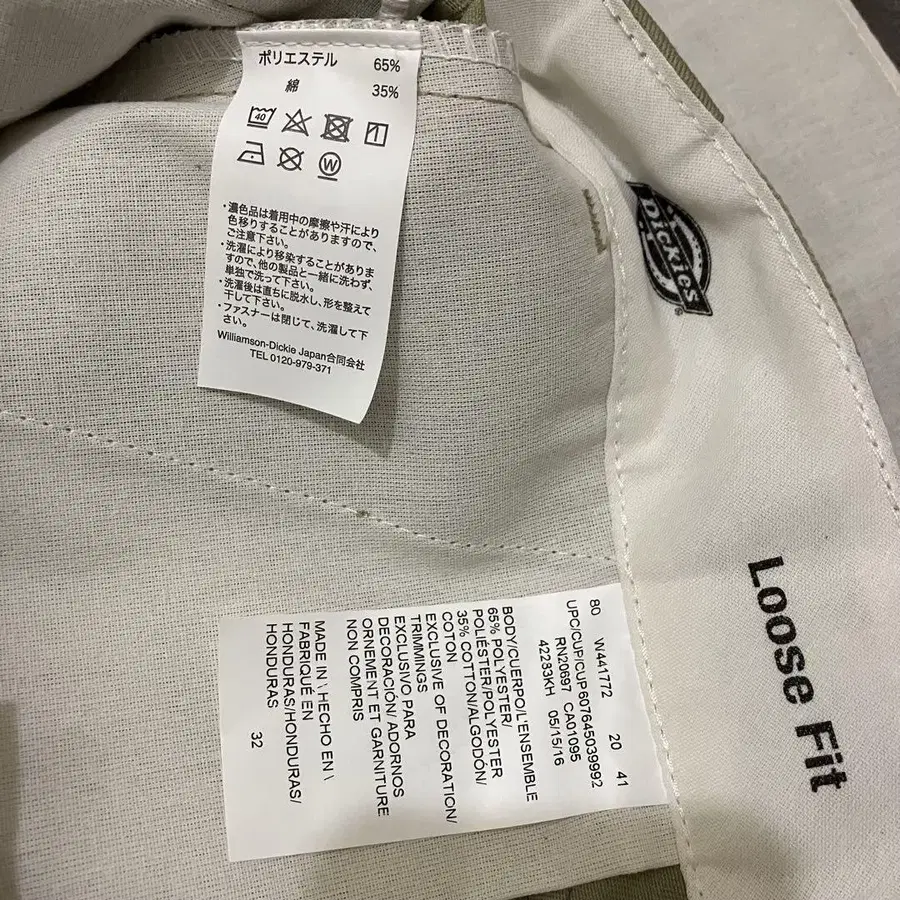 ポリエステル 65%
綿 35%
40
W
・濃色品は着用中の摩擦や汗により
色移りすることがありますので、
ご注意下さい。
・洗濯により移染することがありま
すので、他の製品と一緒に洗わず、
単独で洗って下さい。
・洗濯後は直ちに脱水し、形を整えて
干して下さい。
・ファスナーは閉じて、洗濯して下
さい。
Williamson-Dickie Japan合同会社
TEL 0120-979-371
DICKIES
®
Loose Fit
80 W441772 20 41
UPC/CUP/CUP607645039992
RN20697 CA01095
42233KH 05/15/16
BODY/CUERPO/L'ENSEMBLE
65% POLYESTER/
POLIÉSTER/POLYESTER
35% COTTON/ALGODÓN/
COTON
EXCLUSIVE OF DECORATION/
TRIMMINGS
EXCLUSIVO PARA
DECORACIÓN/ ADORNOS
ORNEMENT ET GARNITURE
NON COMPRIS
MADE IN \ HECHO EN \
FABRIQUÉ EN
HONDURAS/HONDURAS/
HONDURAS
32